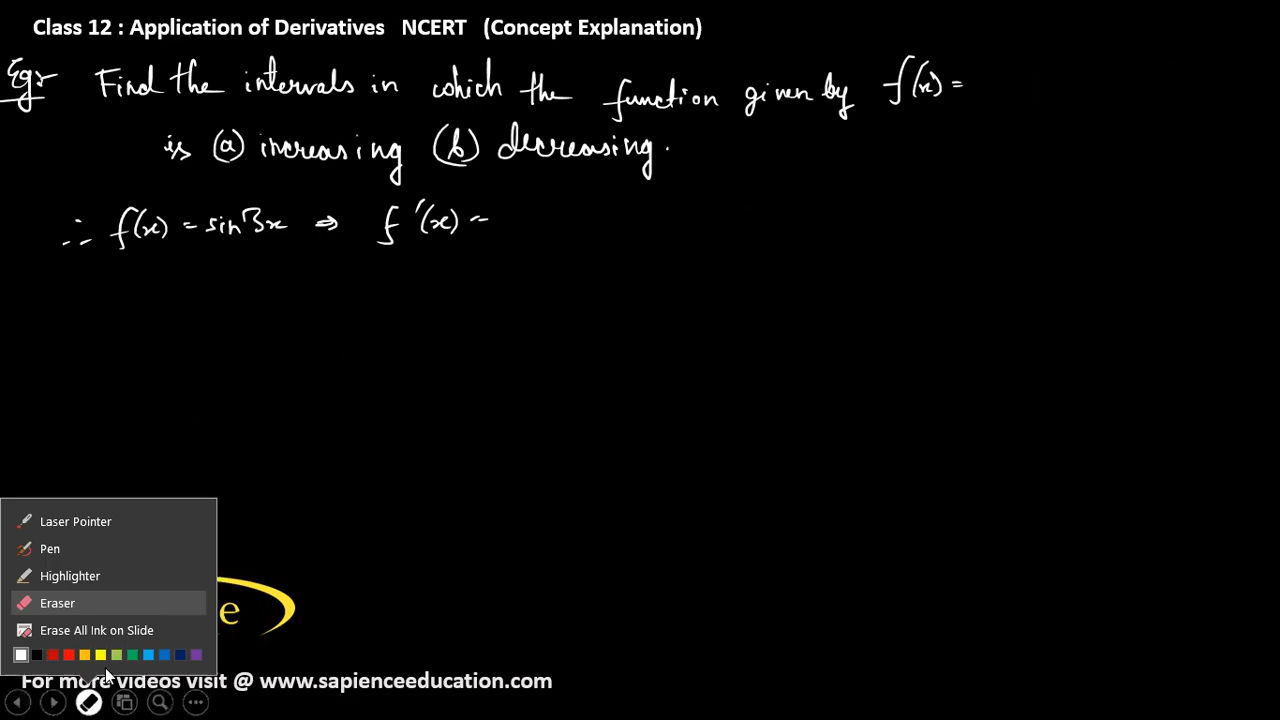 Class 12 : Application of Derivatives NCERT (Concept Explanation)
Eg:- Find the intervals in which the function given by f(x) =
is (a) increasing (b) decreasing.
∴ f(x) = sin 3x ⇒ f'(x) =
Laser Pointer
Pen
Highlighter
Eraser
Erase All Ink on Slide
e
For more videos visit @ www.sapienceeducation.com